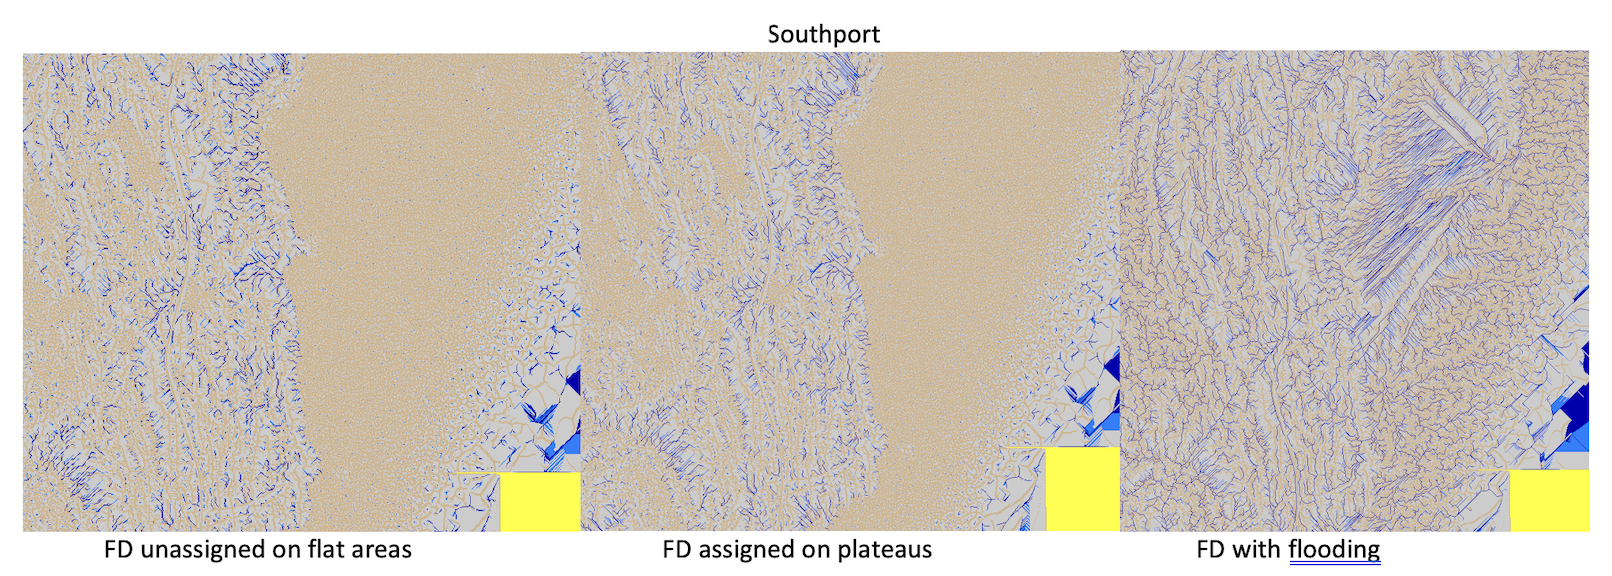 Southport
FD unassigned on flat areas
FD assigned on plateaus
FD with flooding